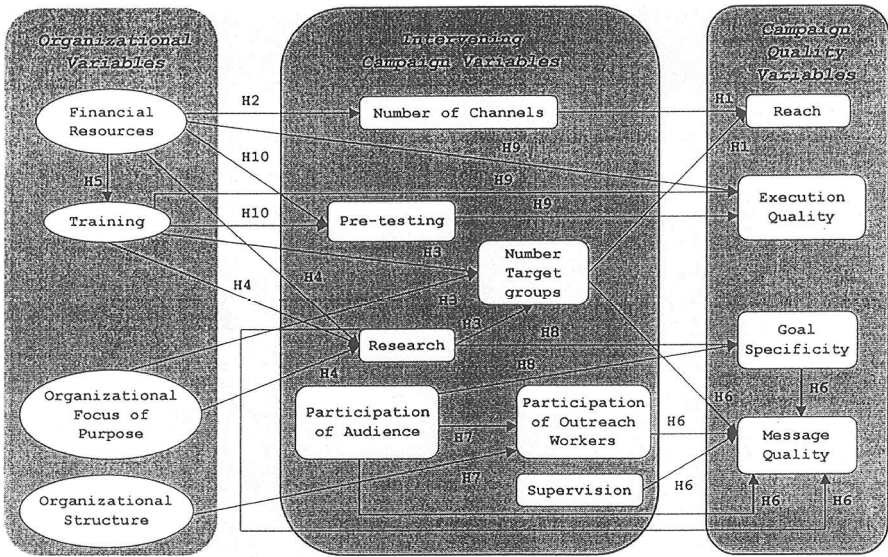 Organizational
Variables
Financial
Resources
H5
Training
Organizational
Focus of
Purpose
Organizational
Structure
H2
H10
H10
H4
H4
H4
Intervening
Campaign Variables
Number of Channels
H9
H9
H9
Pre-testing
H3
H3
H3
Number
Target
groups
Research
H8
H8
Participation
of Audience
H7
H7
Participation
of Outreach
Workers
Supervision
H1
H1
H6
H6
H6
H6
H6
H6
Campaign
Quality
Variables
Reach
Execution
Quality
Goal
Specificity
Message
Quality